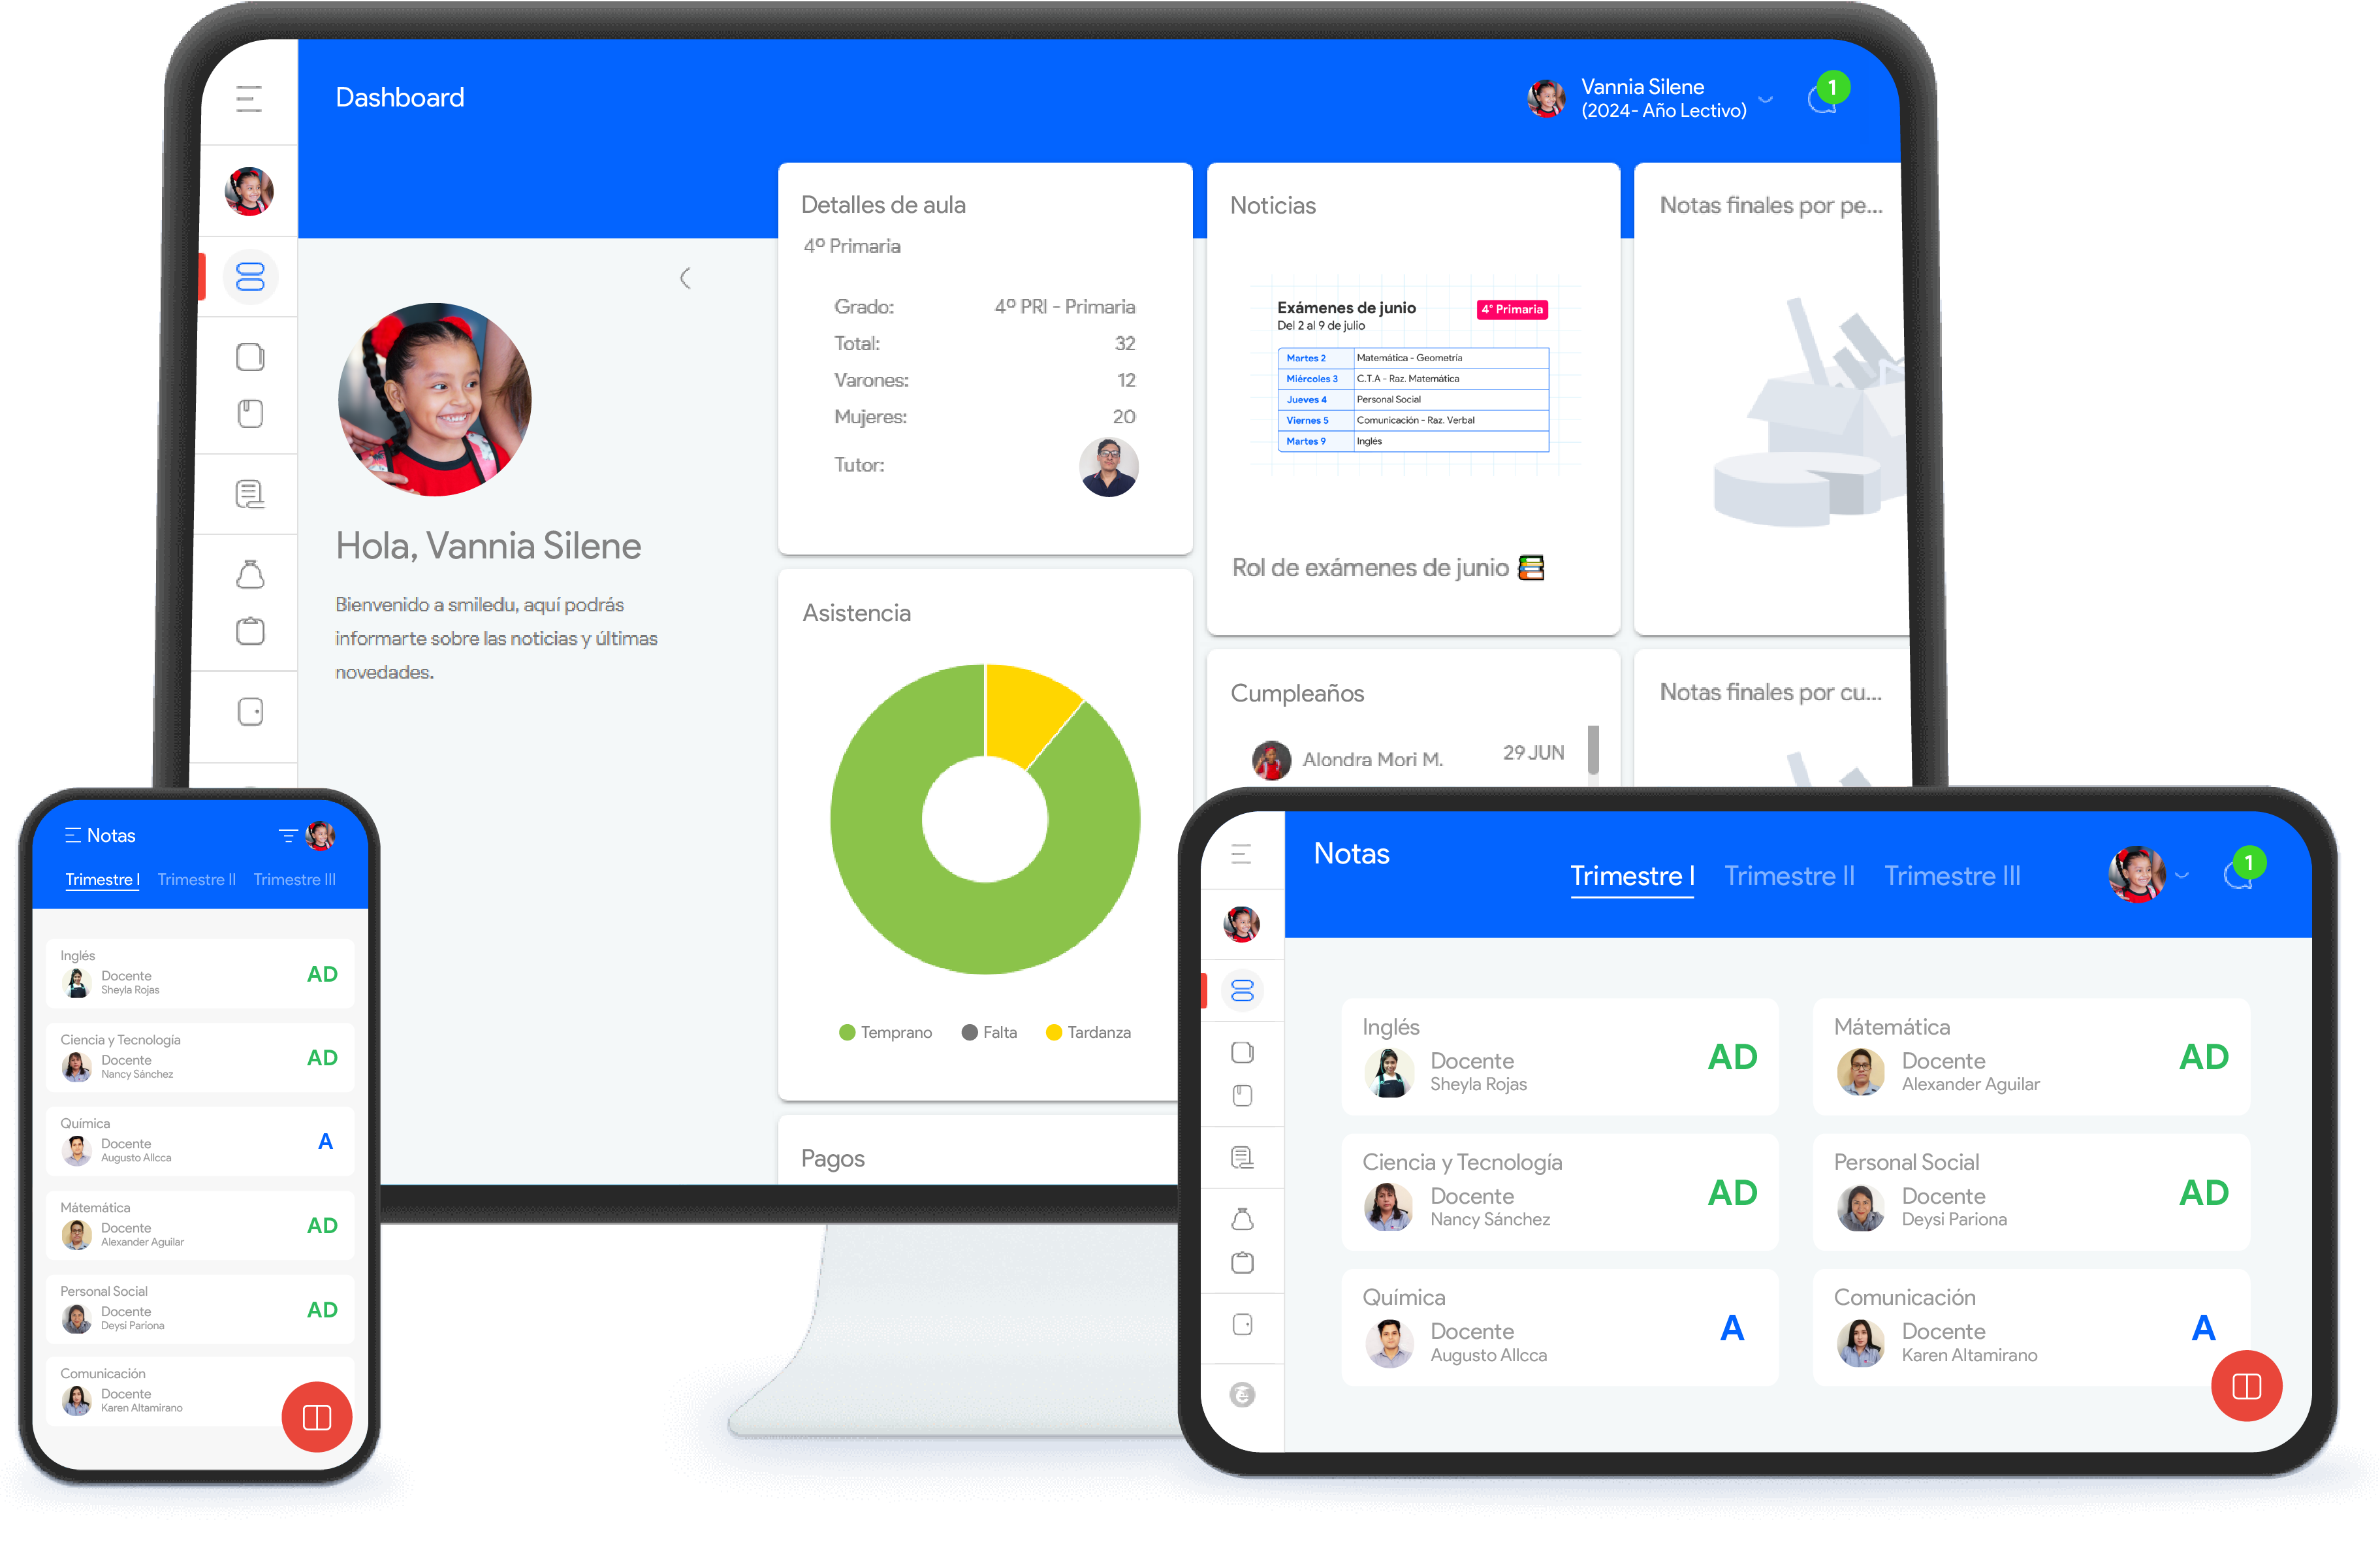 Dashboard
Vannia Silene
(2024- Año Lectivo)
1
Hola, Vannia Silene
Bienvenido a smiledu, aquí podrás
informarte sobre las noticias y últimas
novedades.
Detalles de aula
4º Primaria
Grado: 4º PRI - Primaria
Total: 32
Varones: 12
Mujeres: 20
Tutor:
Asistencia
Temprano Falta Tardanza
Pagos
Noticias
Exámenes de junio
4° Primaria
Del 2 al 9 de julio
Martes 2 Matemática - Geometría
Miércoles 3 C.T.A - Raz. Matemática
Jueves 4 Personal Social
Viernes 5 Comunicación - Raz. Verbal
Martes 9 Inglés
Rol de exámenes de junio
Cumpleaños
Alondra Mori M. 29 JUN
Notas finales por pe...
Notas finales por cu...
Notas
Trimestre I Trimestre II Trimestre III
Inglés
Docente
Sheyla Rojas
AD
Ciencia y Tecnología
Docente
Nancy Sánchez
AD
Química
Docente
Augusto Allcca
A
Mátemática
Docente
Alexander Aguilar
AD
Personal Social
Docente
Deysi Pariona
AD
Comunicación
Docente
Karen Altamirano
Notas
Trimestre I Trimestre II Trimestre III
1
Inglés
Docente
Sheyla Rojas
AD
Mátemática
Docente
Alexander Aguilar
AD
Ciencia y Tecnología
Docente
Nancy Sánchez
AD
Personal Social
Docente
Deysi Pariona
AD
Química
Docente
Augusto Allcca
A
Comunicación
Docente
Karen Altamirano
A